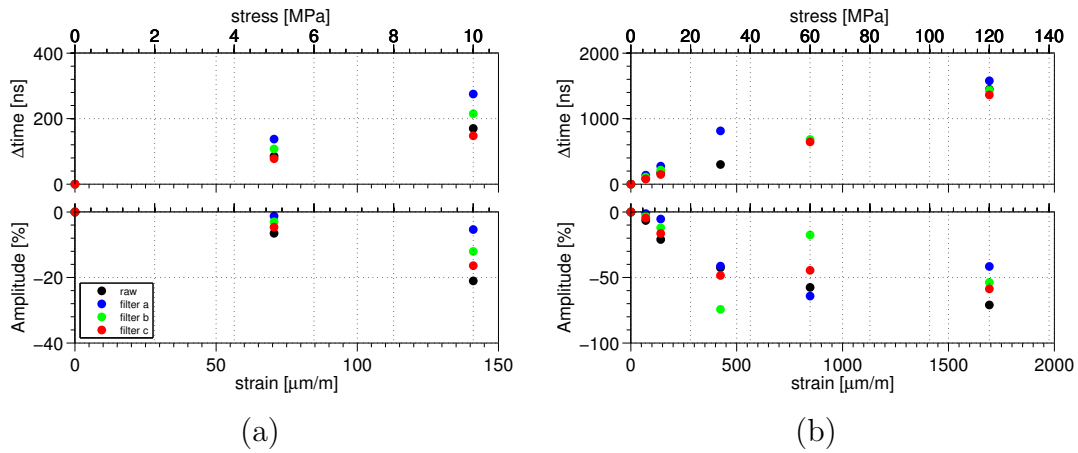 stress [MPa]
0 2 4 6 8 10
400
200
0
Δtime [ns]
0
−20
−40
Amplitude [%]
raw
filter a
filter b
filter c
0 50 100 150
strain [μm/m]
(a)
stress [MPa]
0 20 40 60 80 100 120 140
2000
1000
0
Δtime [ns]
0
−50
−100
Amplitude [%]
0 500 1000 1500 2000
strain [μm/m]
(b)